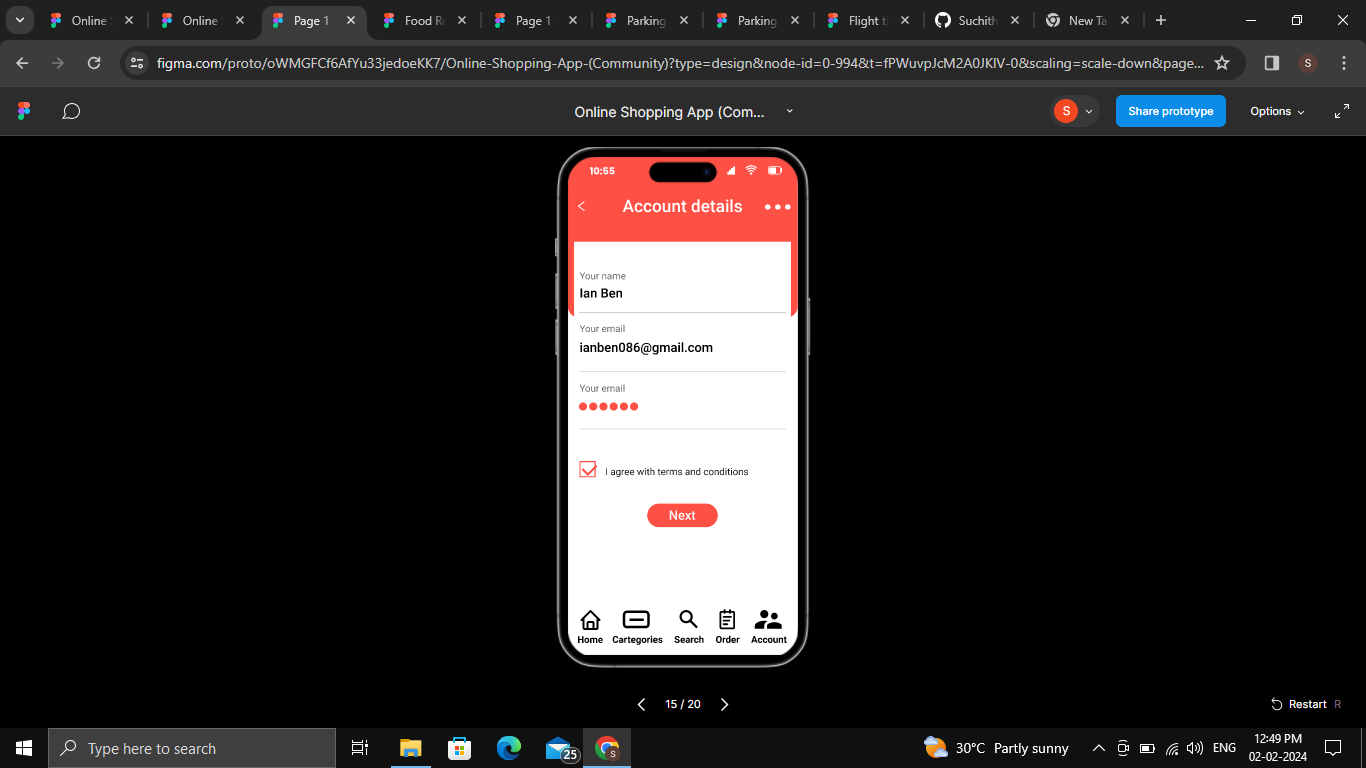 Online
Online
Page 1
Food Re
Page 1
Parking
Parking
Flight ti
Suchith
New Ta
figma.com/proto/oWMGFCf6AfYu33jedoeKK7/Online-Shopping-App-(Community)?type=design&node-id=0-994&t=fPWuvpJcM2A0JKlV-0&scaling=scale-down&page...
S
Online Shopping App (Com...
S
Share prototype
Options
10:55
Account details
Your name
Ian Ben
Your email
ianben086@gmail.com
Your email
I agree with terms and conditions
Next
Home Cartegories Search Order Account
15 / 20
Restart R
Type here to search
25
S
30°C Partly sunny
ENG
12:49 PM
02-02-2024